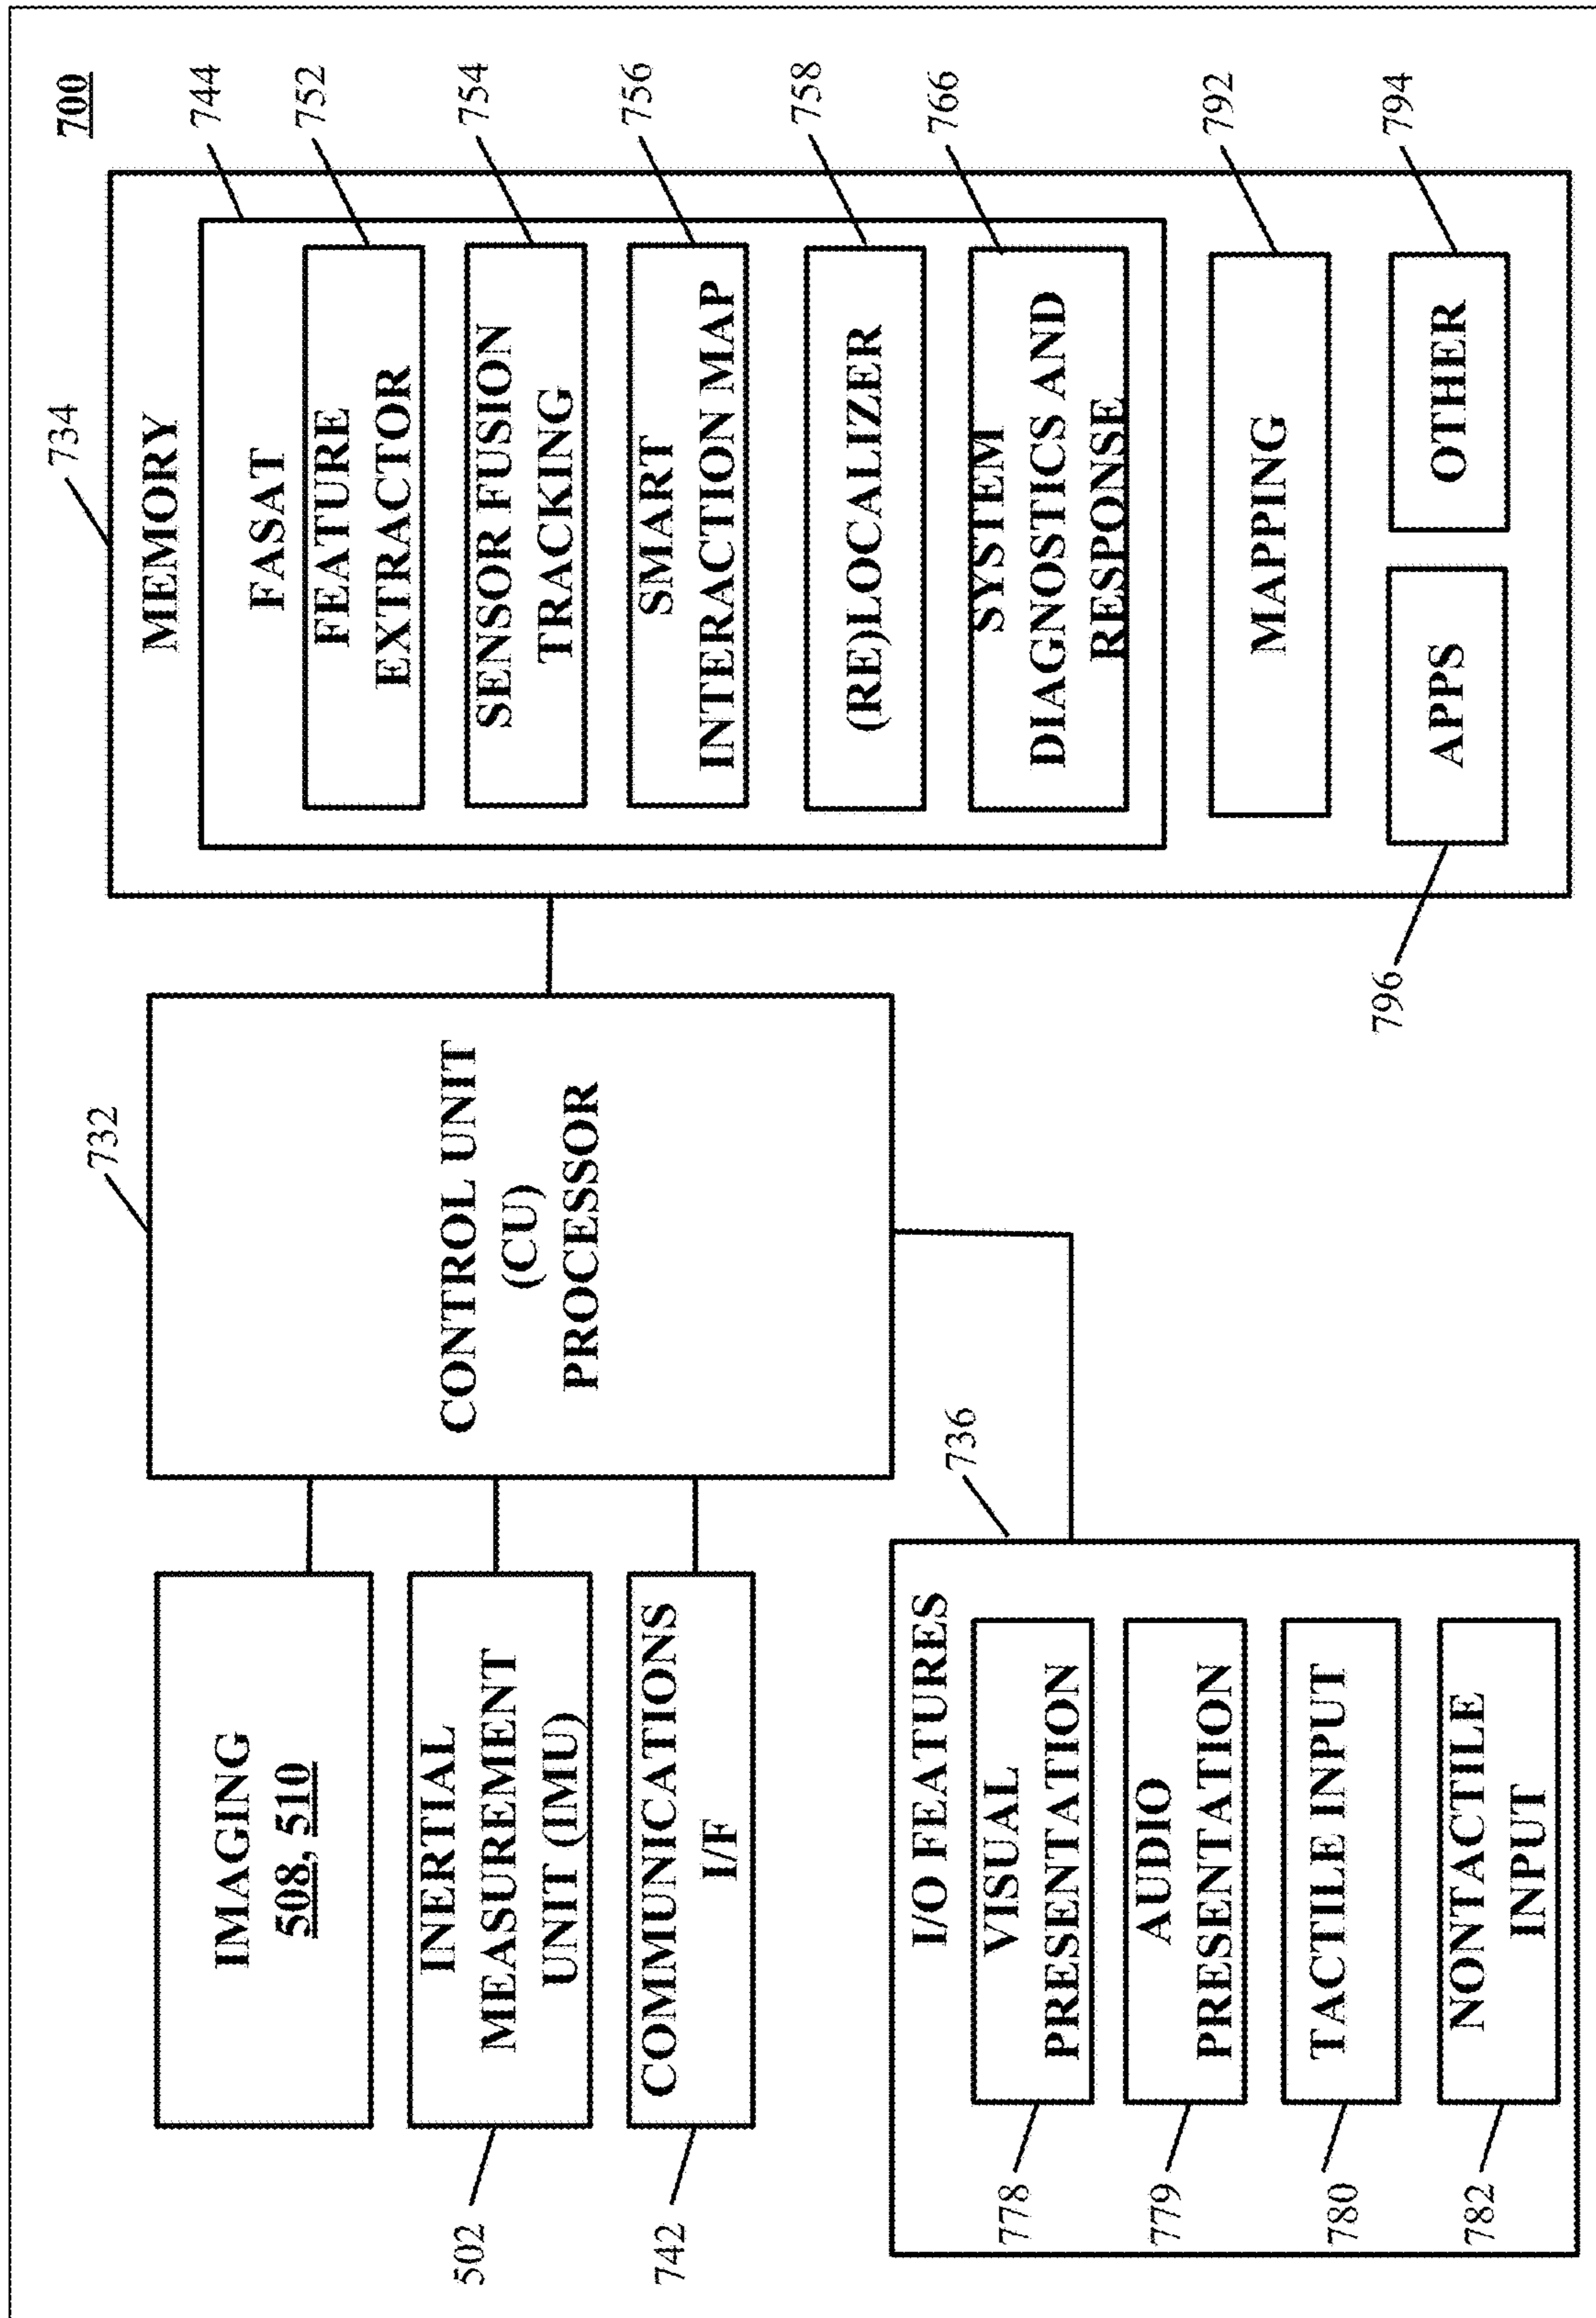 700
732
734
IMAGING
508, 510
INERTIAL
MEASUREMENT
UNIT (IMU)
502
COMMUNICATIONS
I/F
742
CONTROL UNIT
(CU)
PROCESSOR
MEMORY
744
FASAT
FEATURE
EXTRACTOR
752
SENSOR FUSION
TRACKING
754
SMART
INTERACTION MAP
756
(RE)LOCALIZER
758
SYSTEM
DIAGNOSTICS AND
RESPONSE
766
MAPPING
792
APPS
796
OTHER
794
736
I/O FEATURES
VISUAL
PRESENTATION
778
AUDIO
PRESENTATION
779
TACTILE INPUT
780
NONTACTILE
INPUT
782